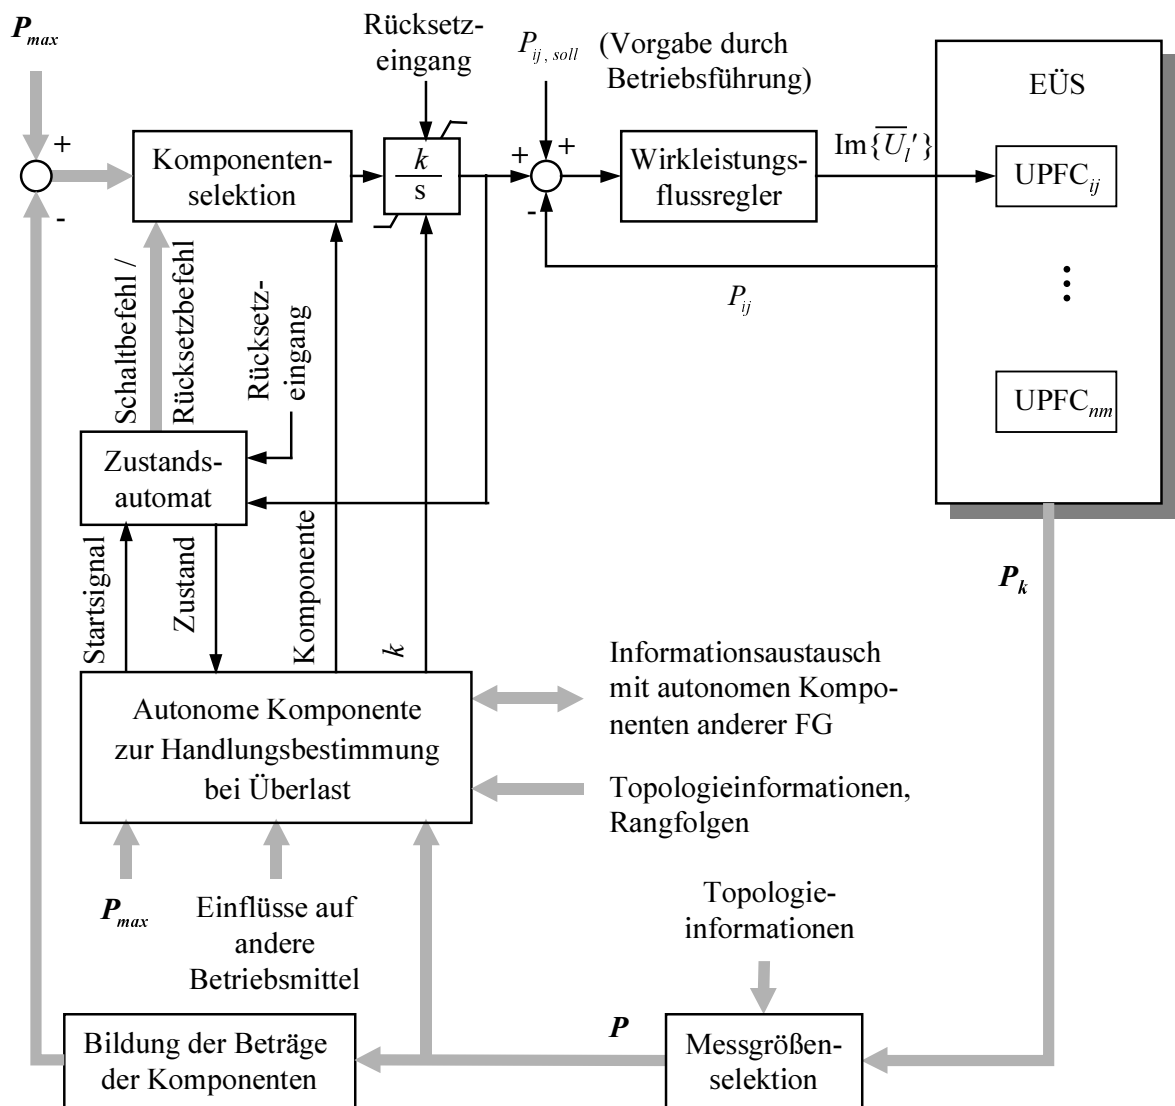 P_max
Rücksetz-
eingang
P_ij, soll
(Vorgabe durch
Betriebsführung)
EÜS
+
Komponenten-
selektion
k
s
+
+
Wirkleistungs-
flussregler
Im{U_l'}
UPFC_ij
-
-
P_ij
⋮
Schaltbefehl /
Rücksetzbefehl
Rücksetz-
eingang
UPFC_nm
Zustands-
automat
Startsignal
Zustand
Komponente
k
P_k
Autonome Komponente
zur Handlungsbestimmung
bei Überlast
Informationsaustausch
mit autonomen Kompo-
nenten anderer FG
Topologieinformationen,
Rangfolgen
P_max
Einflüsse auf
andere
Betriebsmittel
Topologie-
informationen
Bildung der Beträge
der Komponenten
P
Messgrößen-
selektion